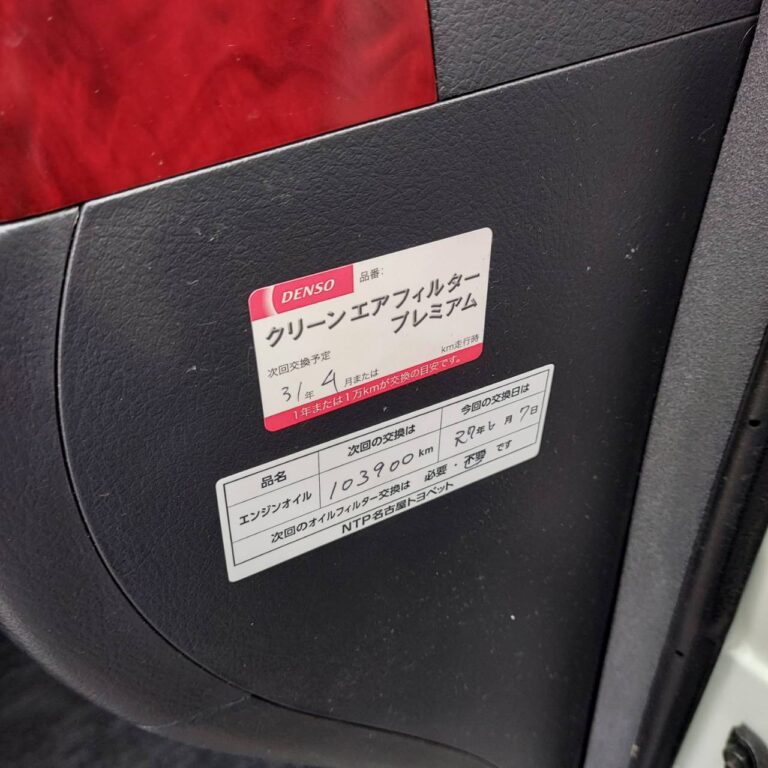 DENSO 品番:
クリーンエアフィルター
プレミアム
次回交換予定
31年 4月または km走行時
1年または1万kmが交換の目安です。
品名 次回の交換は 今回の交換日は
エンジンオイル 103900 km R7年6月7日
次回のオイルフィルター交換は 必要・不要 です
NTP名古屋トヨペット